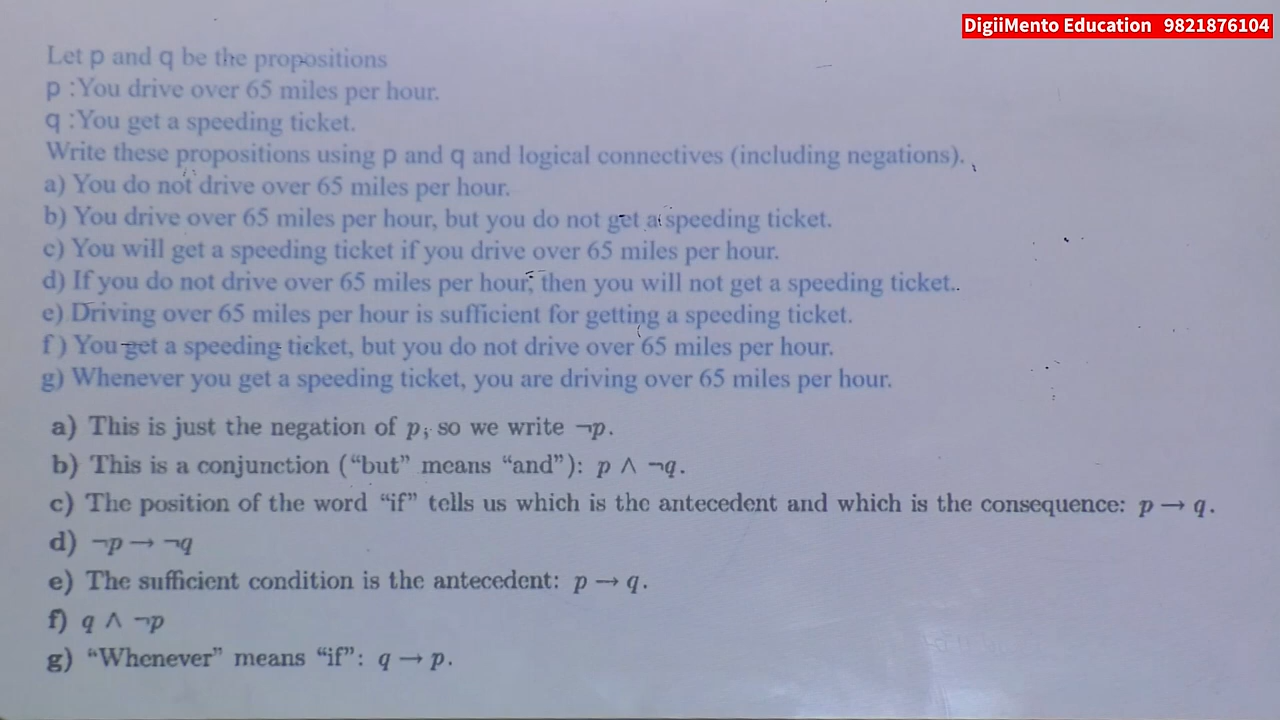 DigiiMento Education 9821876104
Let p and q be the propositions
p :You drive over 65 miles per hour.
q :You get a speeding ticket.
Write these propositions using p and q and logical connectives (including negations).
a) You do not drive over 65 miles per hour.
b) You drive over 65 miles per hour, but you do not get a speeding ticket.
c) You will get a speeding ticket if you drive over 65 miles per hour.
d) If you do not drive over 65 miles per hour, then you will not get a speeding ticket.
e) Driving over 65 miles per hour is sufficient for getting a speeding ticket.
f) You get a speeding ticket, but you do not drive over 65 miles per hour.
g) Whenever you get a speeding ticket, you are driving over 65 miles per hour.
a) This is just the negation of p, so we write ¬p.
b) This is a conjunction (“but” means “and”): p ∧ ¬q.
c) The position of the word “if” tells us which is the antecedent and which is the consequence: p → q.
d) ¬p → ¬q
e) The sufficient condition is the antecedent: p → q.
f) q ∧ ¬p
g) “Whenever” means “if”: q → p.